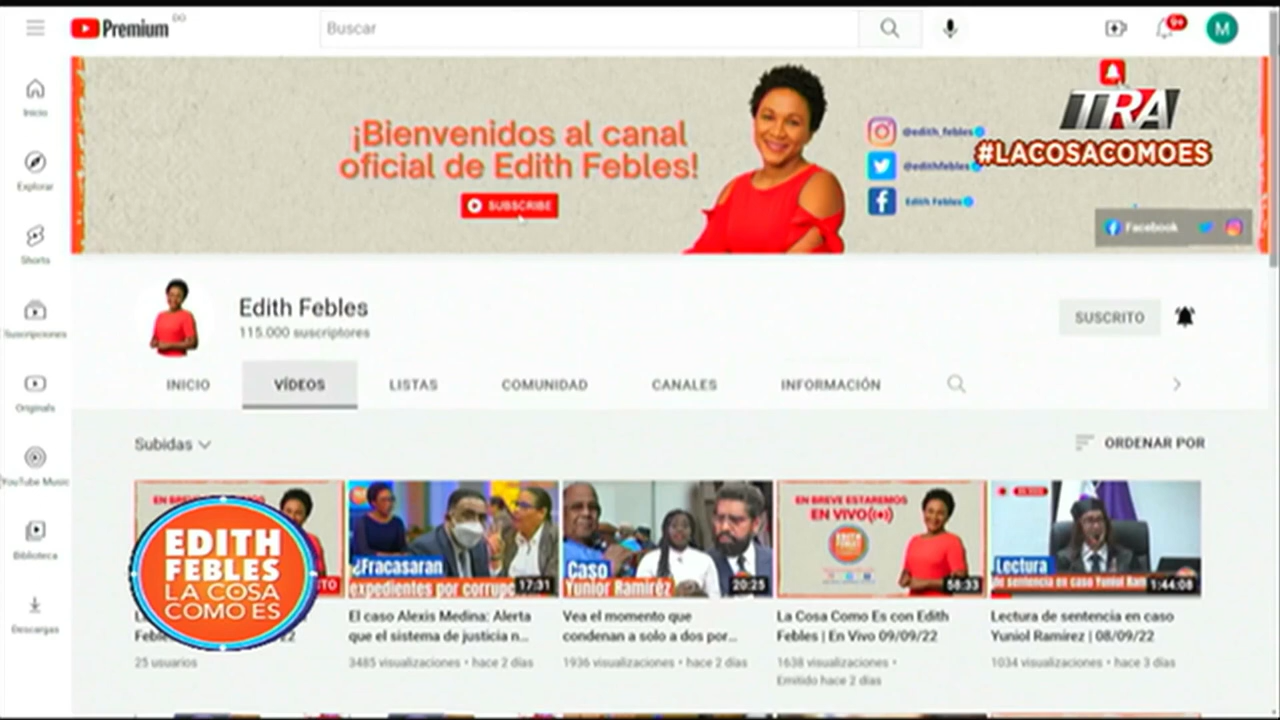 DO
Premium
Buscar
9+
M
Inicio
Explorar
Shorts
Suscripciones
Originals
YouTube Music
Biblioteca
Descargas
¡Bienvenidos al canal
oficial de Edith Febles!
SUBSCRIBE
@edith_febles
@edithfebles
Edith Febles
TRA
#LACOSACOMOES
Facebook
Edith Febles
115.000 suscriptores
SUSCRITO
INICIO
VÍDEOS
LISTAS
COMUNIDAD
CANALES
INFORMACIÓN
Subidas
ORDENAR POR
EDITH
FEBLES
LA COSA
COMO ES
25 usuarios
¿Fracasaran
expedientes por corrupc
17:31
El caso Alexis Medina: Alerta
que el sistema de justicia n...
3485 visualizaciones • hace 2 días
Caso
Yunior Ramírez
20:25
Vea el momento que
condenan a solo a dos por...
1936 visualizaciones • hace 2 días
EN BREVE ESTAREMOS
EN VIVO
EDITH
58:33
La Cosa Como Es con Edith
Febles | En Vivo 09/09/22
1638 visualizaciones •
Emitido hace 2 días
EN VIVO
Lectura
de sentencia en caso Yuniol Ram
1:44:08
Lectura de sentencia en caso
Yuniol Ramírez | 08/09/22
1034 visualizaciones • hace 3 días